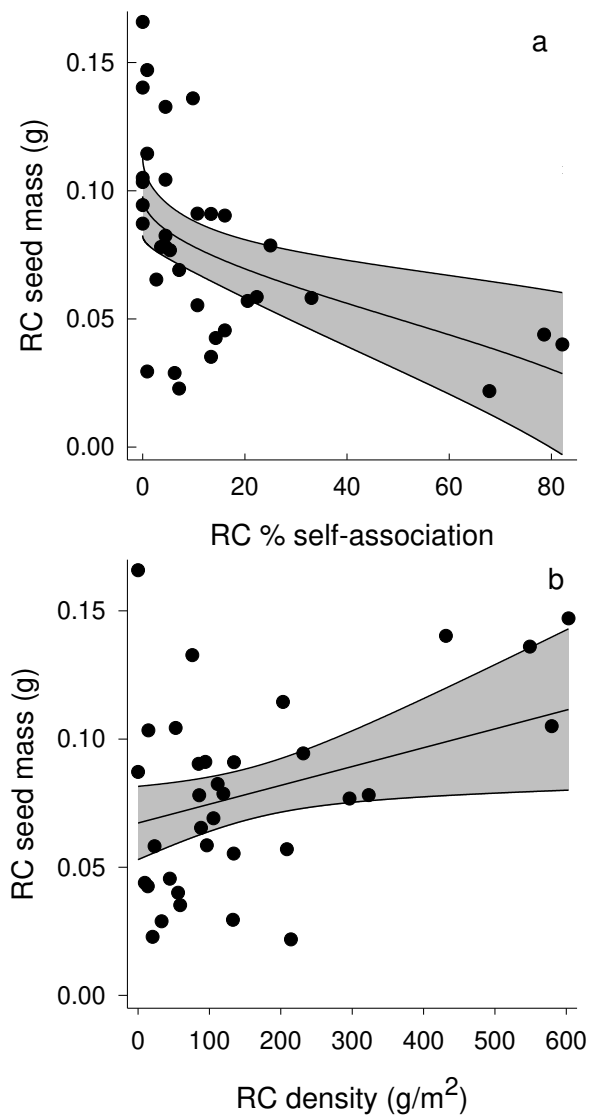 a
0.15
0.10
0.05
0.00
RC seed mass (g)
0 20 40 60 80
RC % self-association
b
0.15
0.10
0.05
0.00
RC seed mass (g)
0 100 200 300 400 500 600
RC density (g/m²)